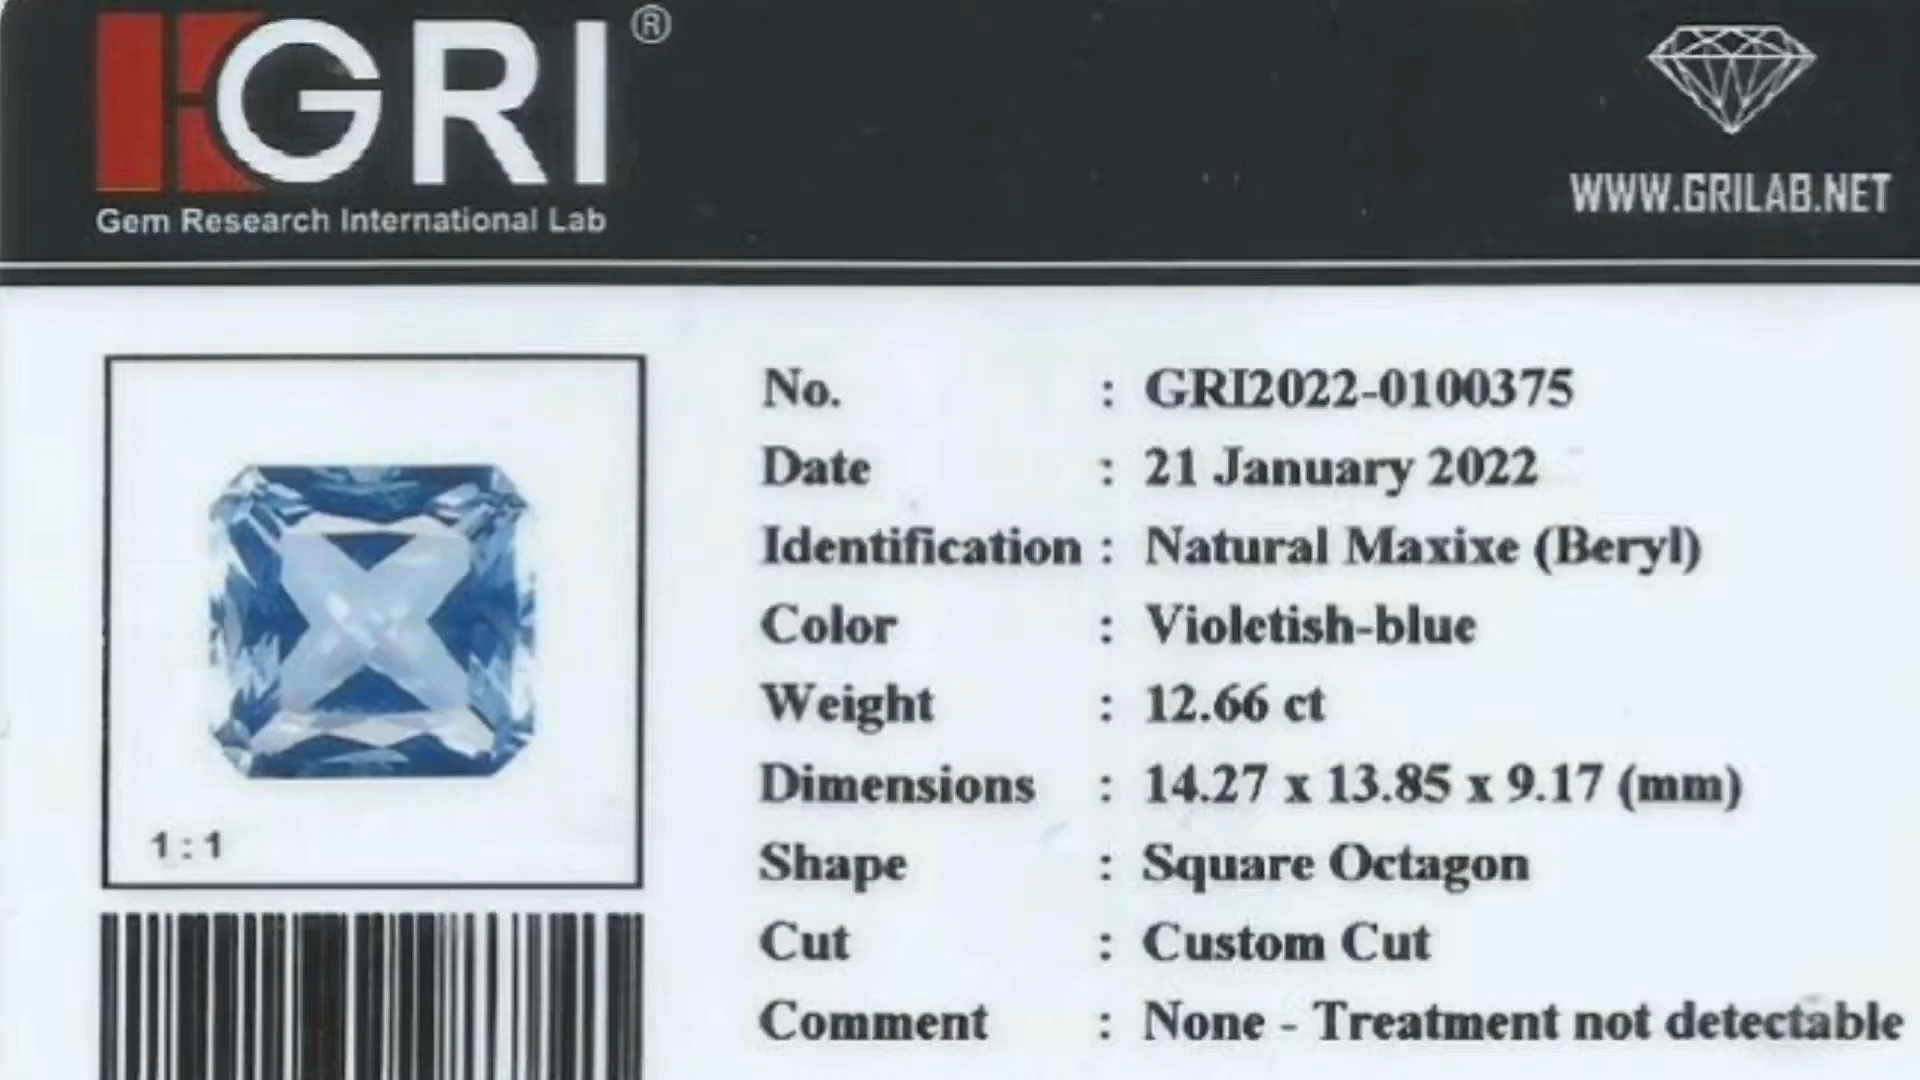 GRI®
Gem Research International Lab
WWW.GRILAB.NET
No. : GRI2022-0100375
Date : 21 January 2022
Identification : Natural Maxixe (Beryl)
Color : Violetish-blue
Weight : 12.66 ct
Dimensions : 14.27 x 13.85 x 9.17 (mm)
Shape : Square Octagon
Cut : Custom Cut
Comment : None - Treatment not detectable
1 : 1